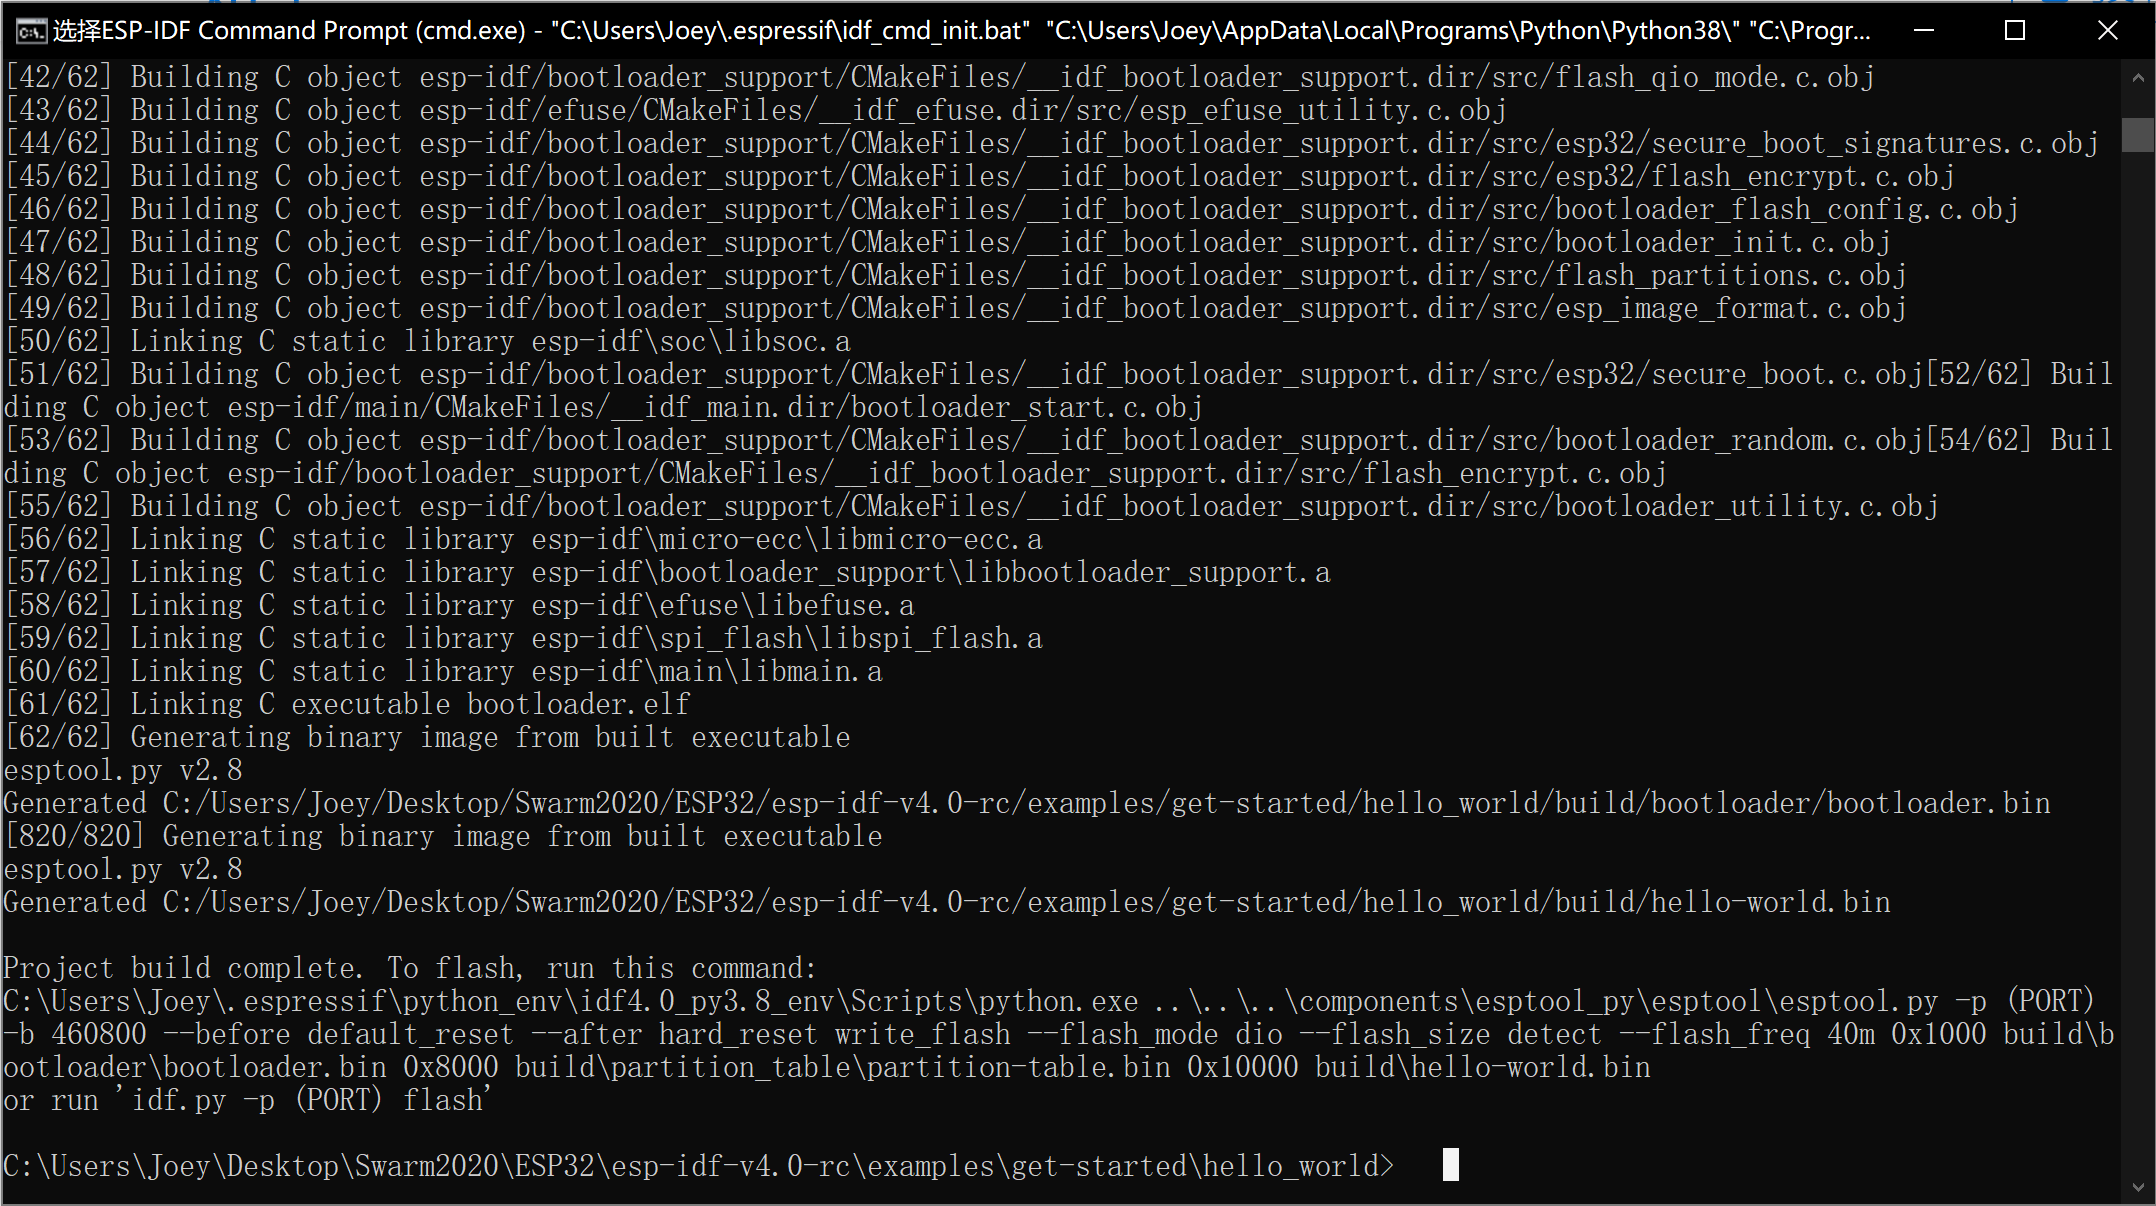 选择ESP-IDF Command Prompt (cmd.exe) - "C:\Users\Joey\.espressif\idf_cmd_init.bat"  "C:\Users\Joey\AppData\Local\Programs\Python\Python38\" "C:\Progr...
[42/62] Building C object esp-idf/bootloader_support/CMakeFiles/__idf_bootloader_support.dir/src/flash_qio_mode.c.obj
[43/62] Building C object esp-idf/efuse/CMakeFiles/__idf_efuse.dir/src/esp_efuse_utility.c.obj
[44/62] Building C object esp-idf/bootloader_support/CMakeFiles/__idf_bootloader_support.dir/src/esp32/secure_boot_signatures.c.obj
[45/62] Building C object esp-idf/bootloader_support/CMakeFiles/__idf_bootloader_support.dir/src/esp32/flash_encrypt.c.obj
[46/62] Building C object esp-idf/bootloader_support/CMakeFiles/__idf_bootloader_support.dir/src/bootloader_flash_config.c.obj
[47/62] Building C object esp-idf/bootloader_support/CMakeFiles/__idf_bootloader_support.dir/src/bootloader_init.c.obj
[48/62] Building C object esp-idf/bootloader_support/CMakeFiles/__idf_bootloader_support.dir/src/flash_partitions.c.obj
[49/62] Building C object esp-idf/bootloader_support/CMakeFiles/__idf_bootloader_support.dir/src/esp_image_format.c.obj
[50/62] Linking C static library esp-idf\soc\libsoc.a
[51/62] Building C object esp-idf/bootloader_support/CMakeFiles/__idf_bootloader_support.dir/src/esp32/secure_boot.c.obj[52/62] Buil
ding C object esp-idf/main/CMakeFiles/__idf_main.dir/bootloader_start.c.obj
[53/62] Building C object esp-idf/bootloader_support/CMakeFiles/__idf_bootloader_support.dir/src/bootloader_random.c.obj[54/62] Buil
ding C object esp-idf/bootloader_support/CMakeFiles/__idf_bootloader_support.dir/src/flash_encrypt.c.obj
[55/62] Building C object esp-idf/bootloader_support/CMakeFiles/__idf_bootloader_support.dir/src/bootloader_utility.c.obj
[56/62] Linking C static library esp-idf\micro-ecc\libmicro-ecc.a
[57/62] Linking C static library esp-idf\bootloader_support\libbootloader_support.a
[58/62] Linking C static library esp-idf\efuse\libefuse.a
[59/62] Linking C static library esp-idf\spi_flash\libspi_flash.a
[60/62] Linking C static library esp-idf\main\libmain.a
[61/62] Linking C executable bootloader.elf
[62/62] Generating binary image from built executable
esptool.py v2.8
Generated C:/Users/Joey/Desktop/Swarm2020/ESP32/esp-idf-v4.0-rc/examples/get-started/hello_world/build/bootloader/bootloader.bin
[820/820] Generating binary image from built executable
esptool.py v2.8
Generated C:/Users/Joey/Desktop/Swarm2020/ESP32/esp-idf-v4.0-rc/examples/get-started/hello_world/build/hello-world.bin

Project build complete. To flash, run this command:
C:\Users\Joey\.espressif\python_env\idf4.0_py3.8_env\Scripts\python.exe ..\..\..\components\esptool_py\esptool\esptool.py -p (PORT)
-b 460800 --before default_reset --after hard_reset write_flash --flash_mode dio --flash_size detect --flash_freq 40m 0x1000 build\b
ootloader\bootloader.bin 0x8000 build\partition_table\partition-table.bin 0x10000 build\hello-world.bin
or run 'idf.py -p (PORT) flash'

C:\Users\Joey\Desktop\Swarm2020\ESP32\esp-idf-v4.0-rc\examples\get-started\hello_world>